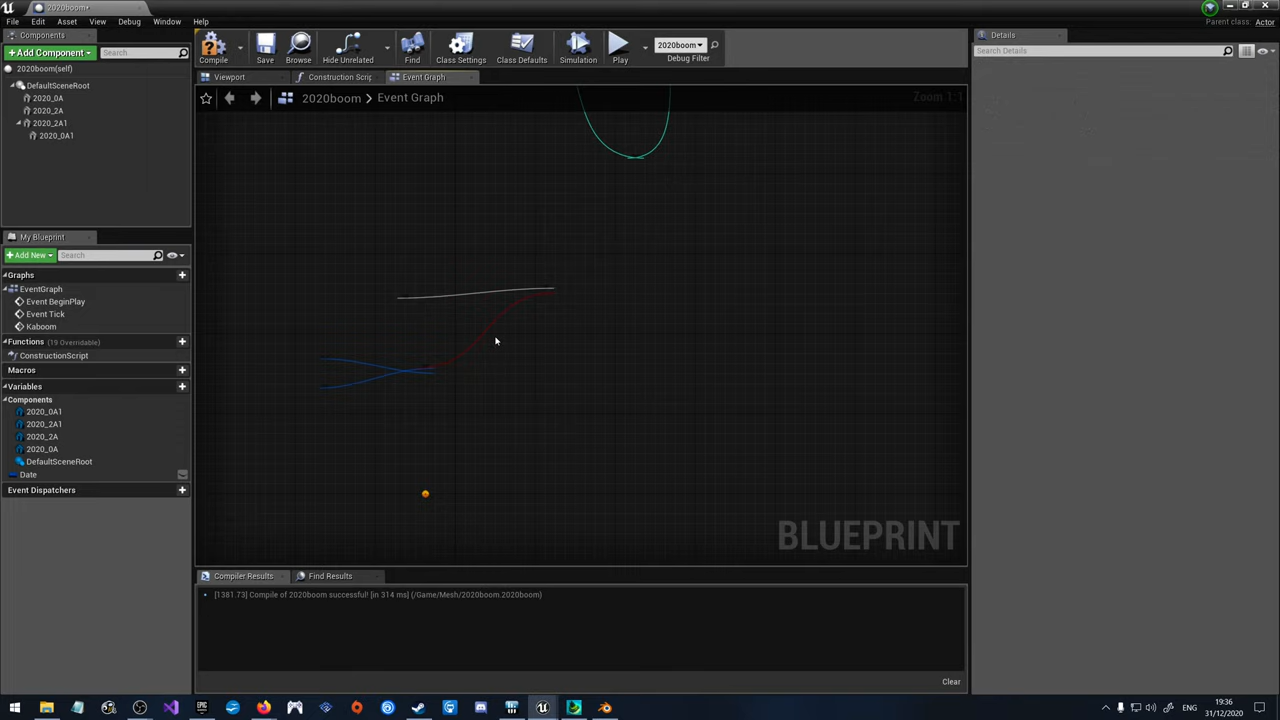 2020boom*
File Edit Asset View Debug Window Help
Parent class: Actor
Components
+Add Component
Search
2020boom(self)
DefaultSceneRoot
2020_0A
2020_2A
2020_2A1
2020_0A1
My Blueprint
+Add New
Search
Graphs
EventGraph
Event BeginPlay
Event Tick
Kaboom
Functions (19 Overridable)
ConstructionScript
Macros
Variables
Components
2020_0A1
2020_2A1
2020_2A
2020_0A
DefaultSceneRoot
Date
Event Dispatchers
Compile
Save
Browse
Hide Unrelated
Find
Class Settings
Class Defaults
Simulation
Play
2020boom
Debug Filter
Viewport
Construction Scrip
Event Graph
2020boom > Event Graph
Zoom 1:1
BLUEPRINT
Compiler Results
Find Results
[1381.73] Compile of 2020boom successful! [in 314 ms] (/Game/Mesh/2020boom.2020boom)
Clear
Details
Search Details
ENG
19:36
31/12/2020